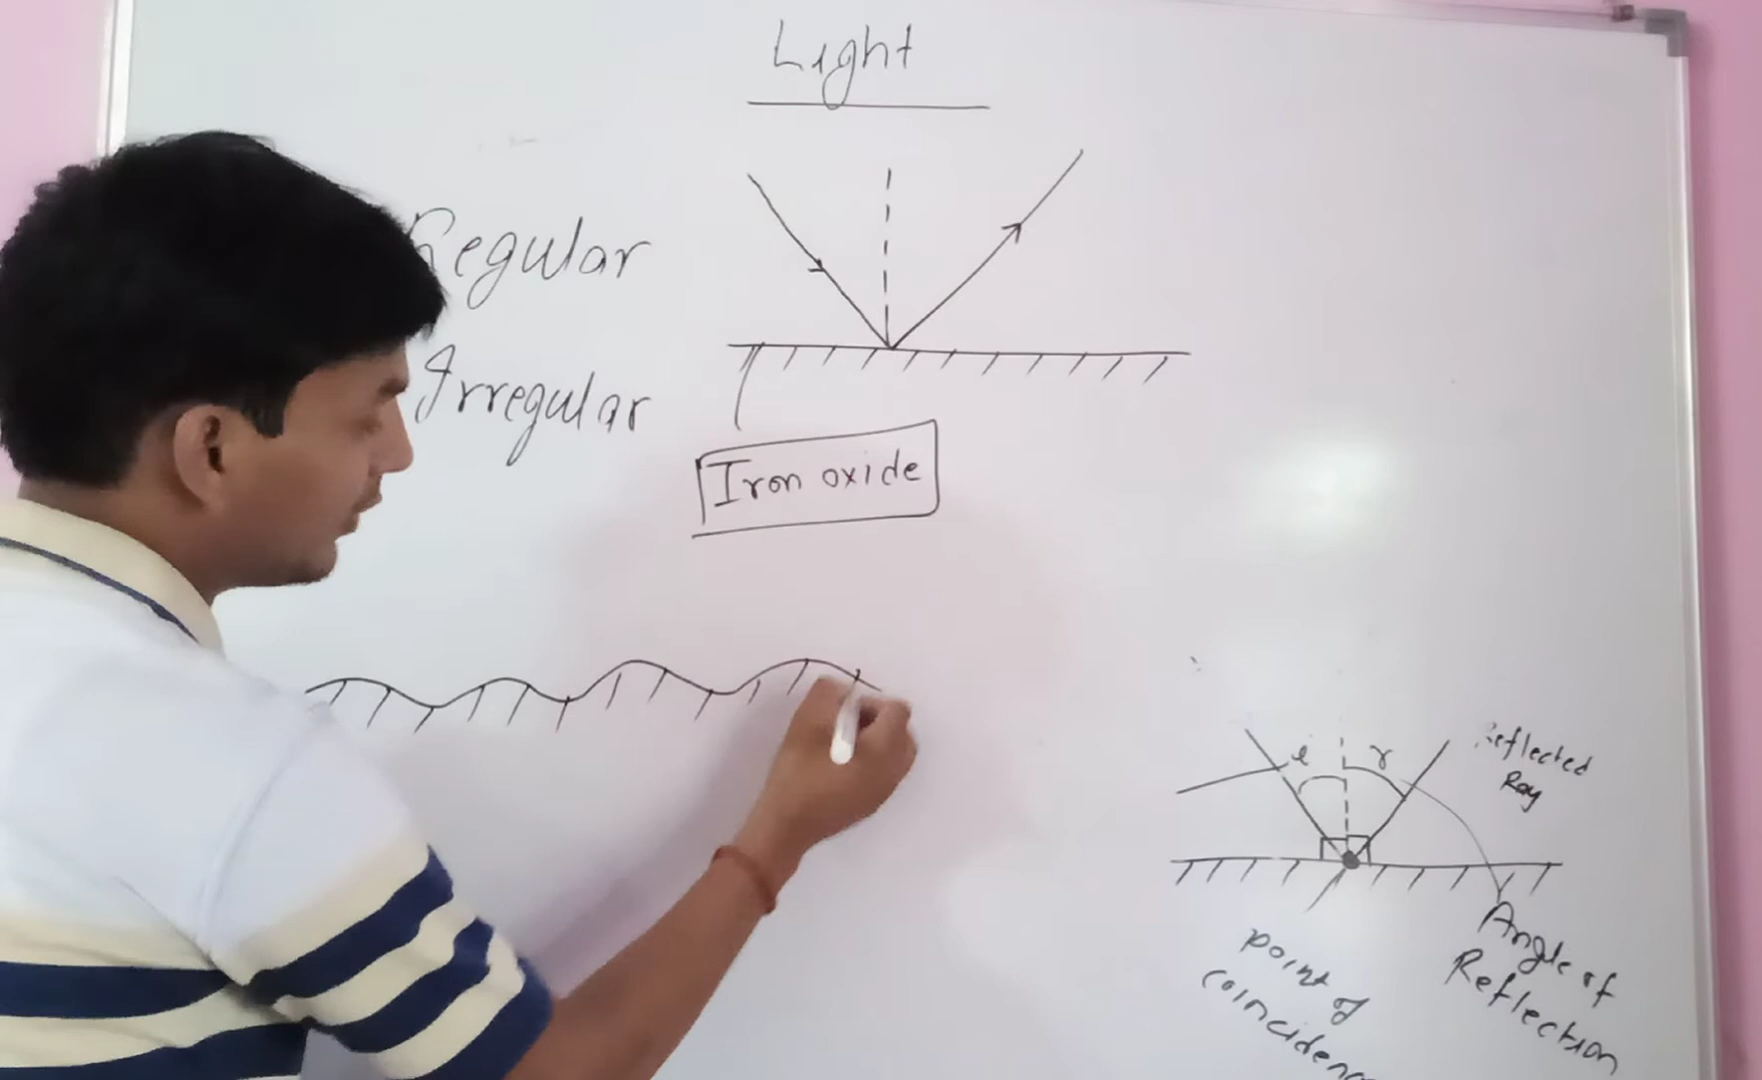 Light
Regular
Irregular
Iron oxide
i
r
Reflected
Ray
Angle of
Reflection
point of